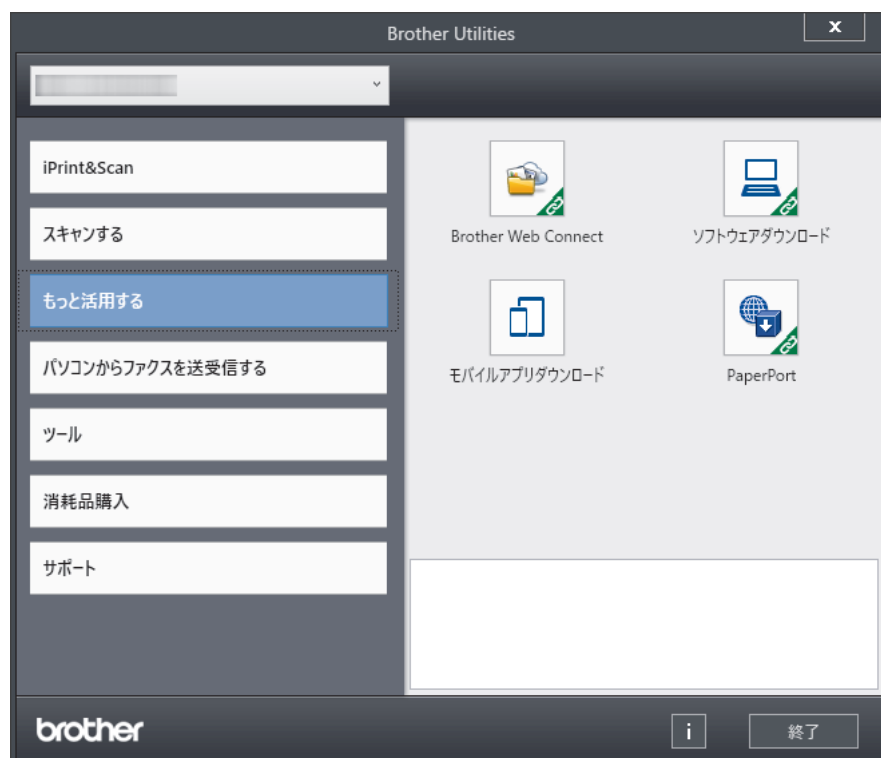 Brother Utilities
x
iPrint&Scan
スキャンする
もっと活用する
パソコンからファクスを送受信する
ツール
消耗品購入
サポート
Brother Web Connect
ソフトウェアダウンロード
モバイルアプリダウンロード
PaperPort
brother
i
終了